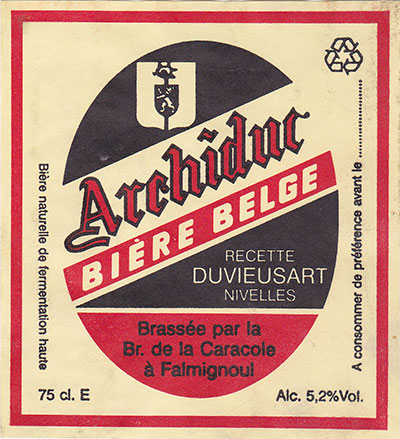 Archiduc
BIÈRE BELGE
RECETTE
DUVIEUSART
NIVELLES
Brassée par la
Br. de la Caracole
à Falmignoul
Bière naturelle de fermentation haute
A consommer de préférence avant le ........................
75 cl. E
Alc. 5,2%Vol.